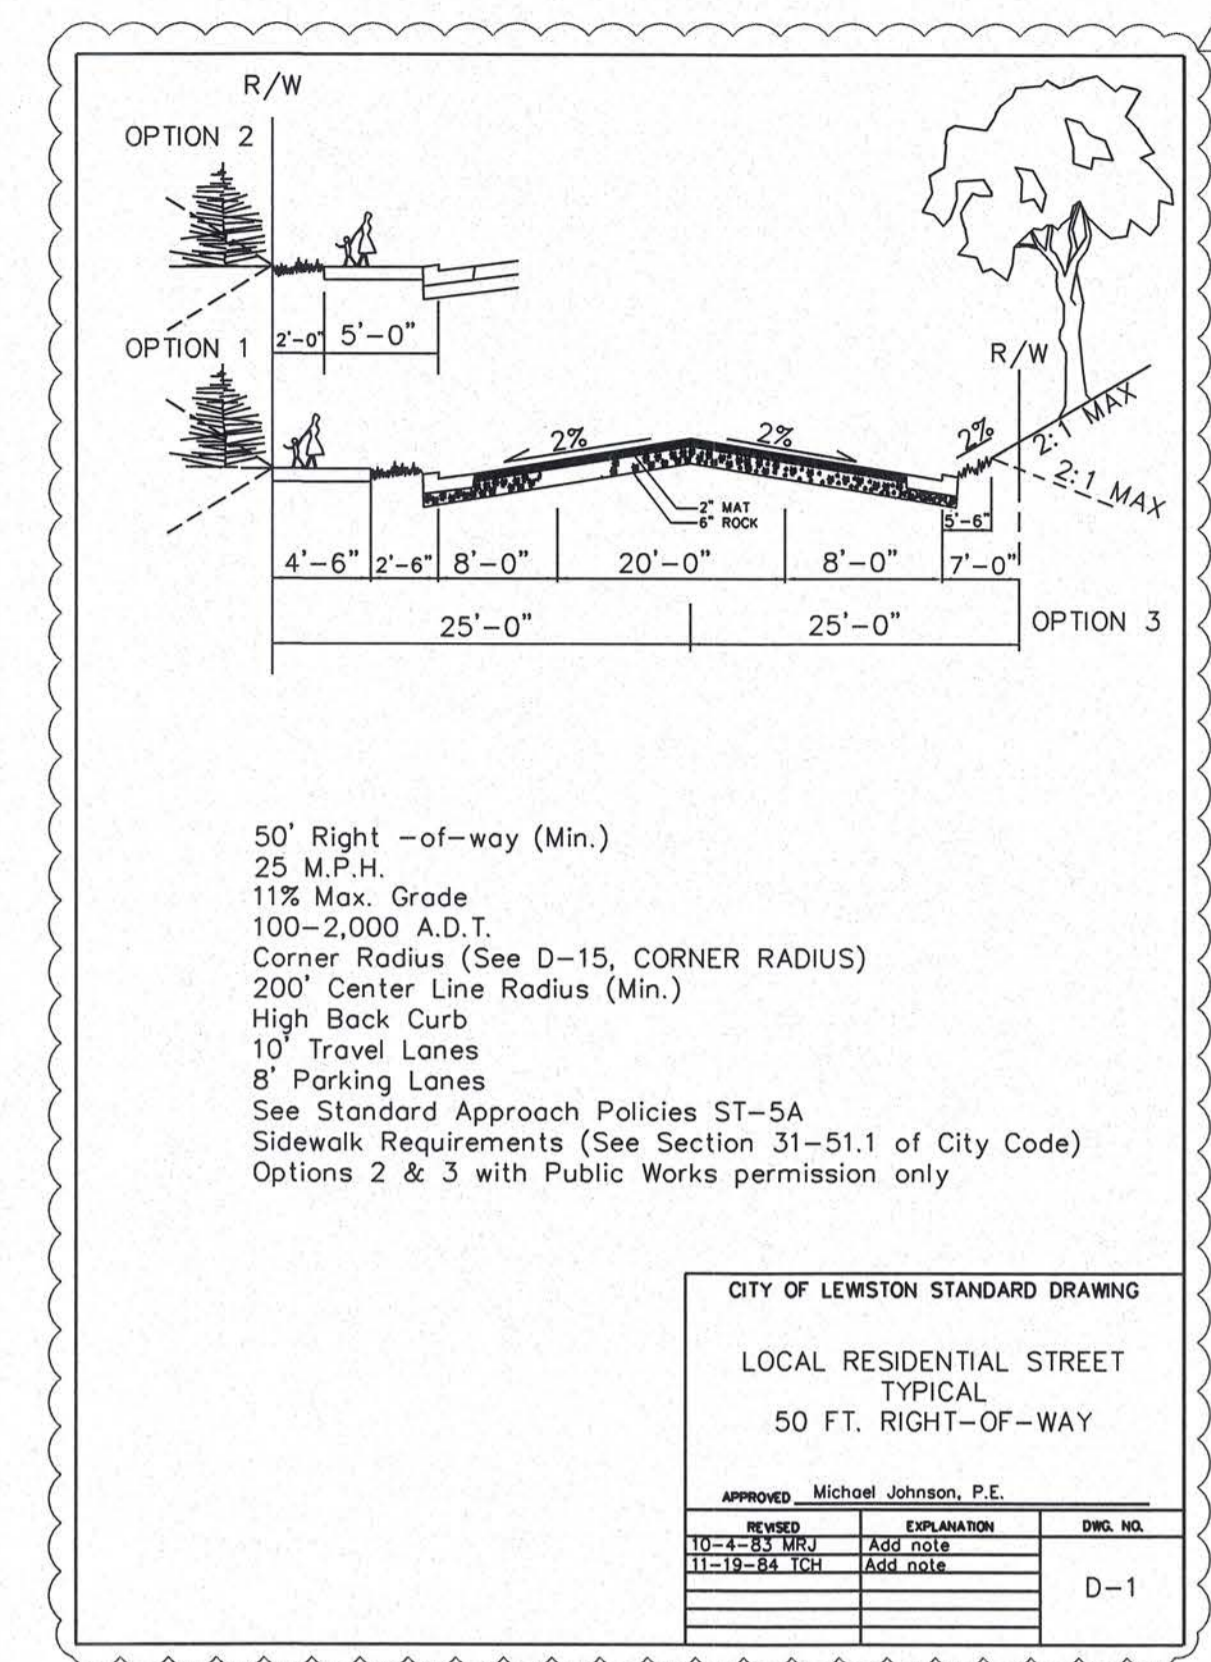 R/W
OPTION 2
2'-0" 5'-0"
OPTION 1
R/W
2% 2% 2% 2:1 MAX
2:1 MAX
2" MAT
6" ROCK
5'-6"
4'-6" 2'-6" 8'-0" 20'-0" 8'-0" 7'-0"
25'-0" 25'-0" OPTION 3
50' Right -of-way (Min.)
25 M.P.H.
11% Max. Grade
100-2,000 A.D.T.
Corner Radius (See D-15, CORNER RADIUS)
200' Center Line Radius (Min.)
High Back Curb
10' Travel Lanes
8' Parking Lanes
See Standard Approach Policies ST-5A
Sidewalk Requirements (See Section 31-51.1 of City Code)
Options 2 & 3 with Public Works permission only
CITY OF LEWISTON STANDARD DRAWING
LOCAL RESIDENTIAL STREET
TYPICAL
50 FT. RIGHT-OF-WAY
APPROVED Michael Johnson, P.E.
REVISED EXPLANATION DWG. NO.
10-4-83 MRJ Add note
11-19-84 TCH Add note
D-1